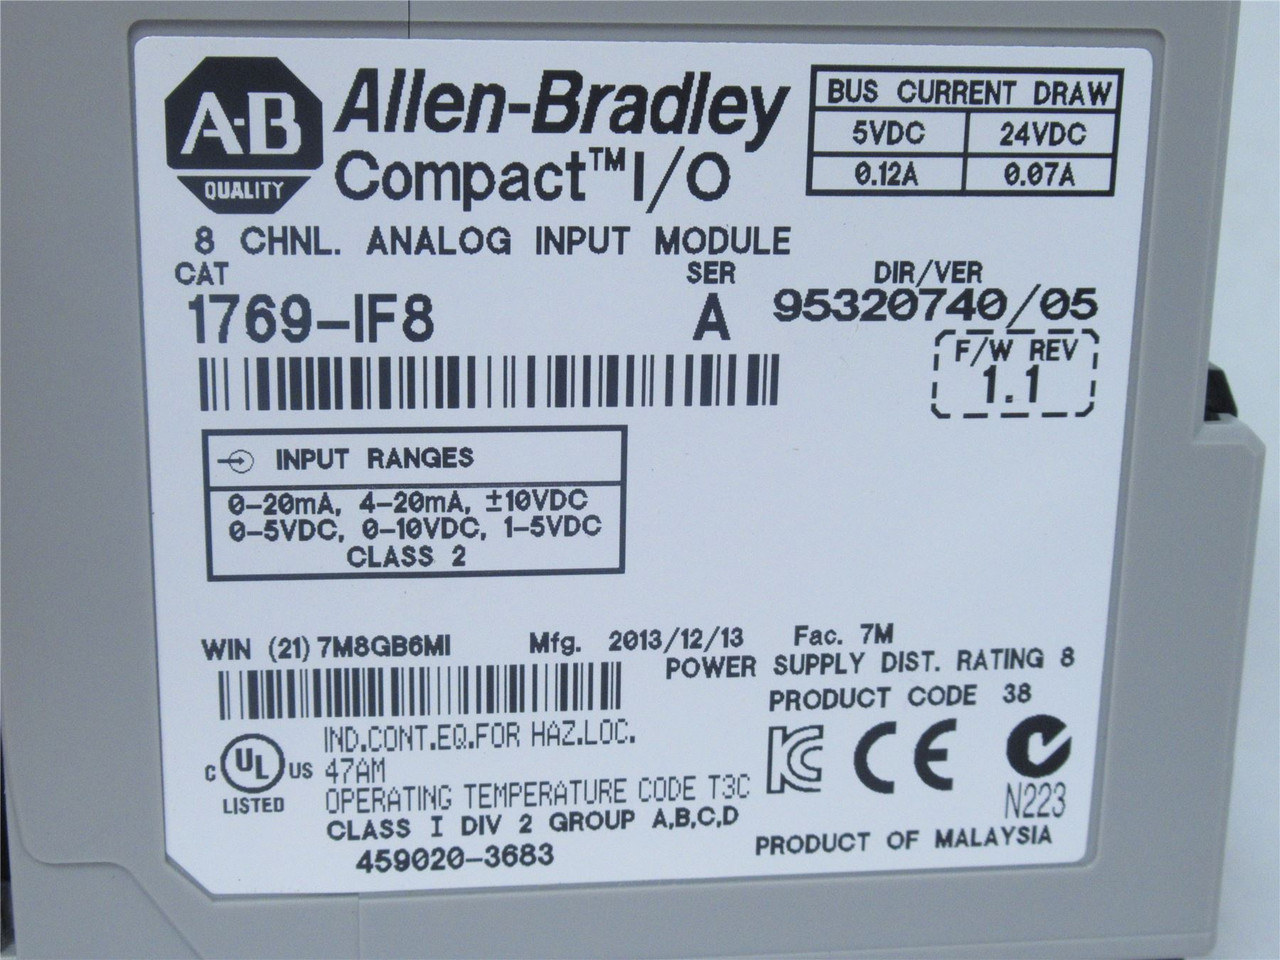 A-B
QUALITY
Allen-Bradley
Compact™ I/O
BUS CURRENT DRAW
5VDC 24VDC
0.12A 0.07A
8 CHNL. ANALOG INPUT MODULE
CAT SER DIR/VER
1769-IF8 A 95320740/05
F/W REV
1.1
INPUT RANGES
0-20mA, 4-20mA, ±10VDC
0-5VDC, 0-10VDC, 1-5VDC
CLASS 2
WIN (21) 7M8GB6MI Mfg. 2013/12/13 Fac. 7M
POWER SUPPLY DIST. RATING 8
PRODUCT CODE 38
C UL US
LISTED
IND.CONT.EQ.FOR HAZ.LOC.
47AM
OPERATING TEMPERATURE CODE T3C
CLASS I DIV 2 GROUP A,B,C,D
459020-3683
KC CE
N223
PRODUCT OF MALAYSIA